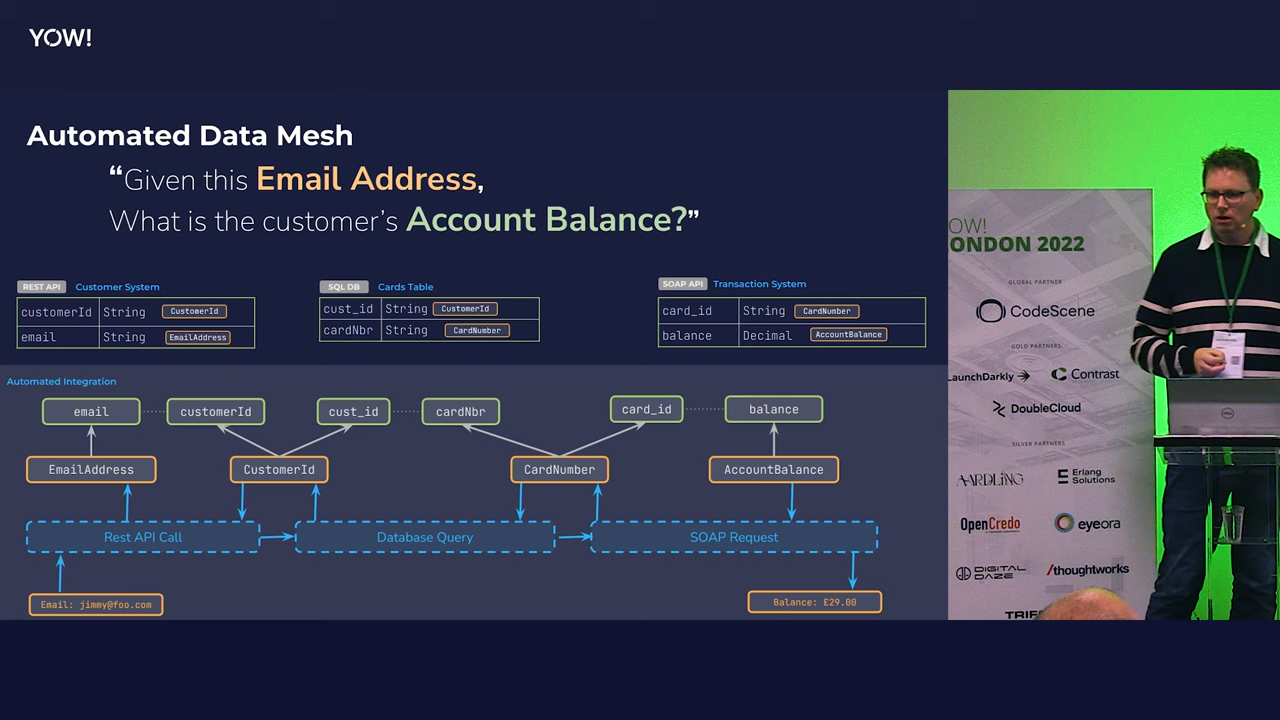 YOW!
Automated Data Mesh
“Given this Email Address,
What is the customer’s Account Balance?”
REST API Customer System
customerId String CustomerId
email String EmailAddress
SQL DB Cards Table
cust_id String CustomerId
cardNbr String CardNumber
SOAP API Transaction System
card_id String CardNumber
balance Decimal AccountBalance
Automated Integration
email customerId cust_id cardNbr card_id balance
EmailAddress CustomerId CardNumber AccountBalance
Rest API Call Database Query SOAP Request
Email: jimmy@foo.com Balance: £29.00
OW!
ONDON 2022
GLOBAL PARTNER
CodeScene
GOLD PARTNERS
LaunchDarkly Contrast
DoubleCloud
SILVER PARTNERS
AARDLING Erlang Solutions
OpenCredo eyeora
DIGITAL DAZE /thoughtworks
TRIF
DELL